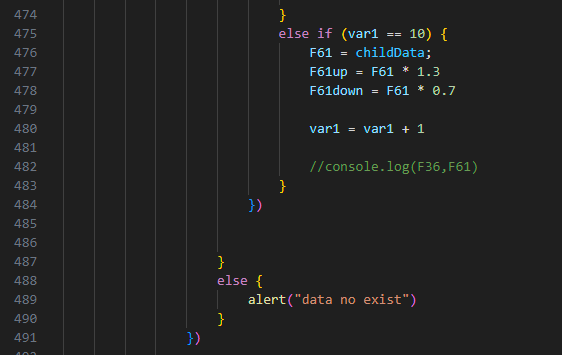 474 }
475 else if (var1 == 10) {
476 F61 = childData;
477 F61up = F61 * 1.3
478 F61down = F61 * 0.7
479
480 var1 = var1 + 1
481
482 //console.log(F36,F61)
483 }
484 })
485
486
487 }
488 else {
489 alert("data no exist")
490 }
491 })